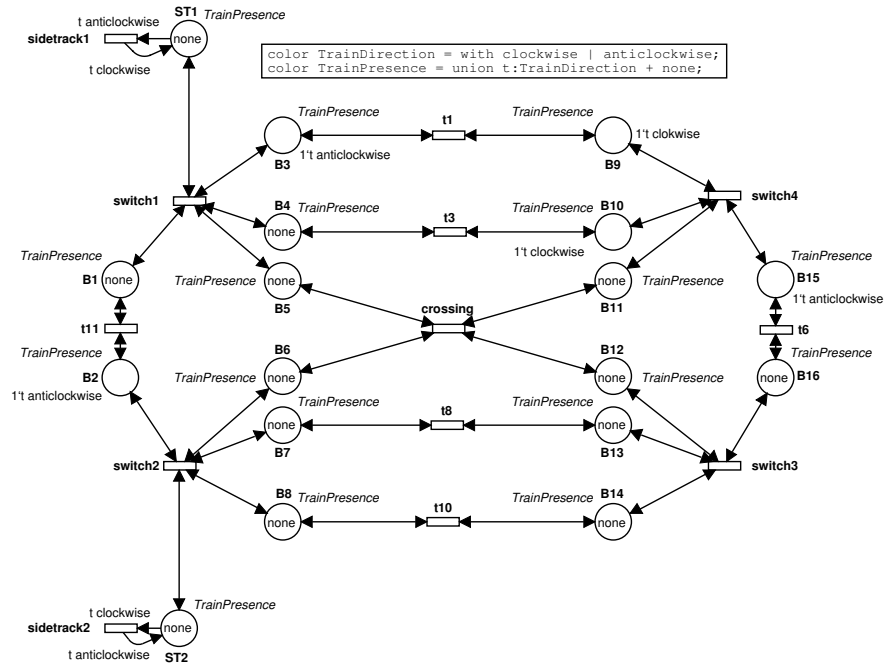 ST1
TrainPresence
t anticlockwise
sidetrack1
none
t clockwise
color TrainDirection = with clockwise | anticlockwise;
color TrainPresence = union t:TrainDirection + none;
TrainPresence
t1
TrainPresence
1't anticlockwise
1't clokwise
B3
B9
switch1
switch4
B4
TrainPresence
t3
TrainPresence
B10
none
1't clockwise
TrainPresence
TrainPresence
B1
none
TrainPresence
none
B5
none
TrainPresence
B11
B15
1't anticlockwise
crossing
t11
t6
TrainPresence
B2
1't anticlockwise
B6
TrainPresence
none
B12
none
TrainPresence
TrainPresence
none
B16
TrainPresence
t8
TrainPresence
none
none
B7
B13
switch2
switch3
B8
TrainPresence
t10
TrainPresence
B14
none
none
t clockwise
TrainPresence
sidetrack2
none
t anticlockwise
ST2